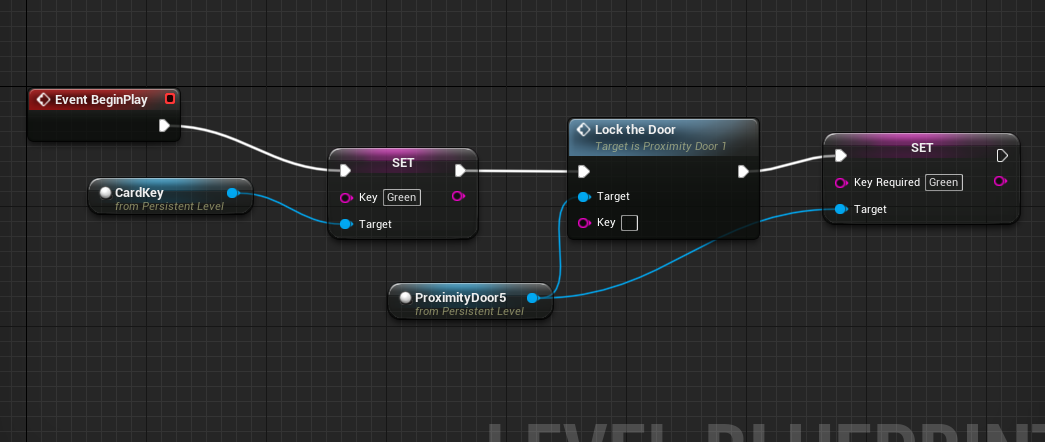 Event BeginPlay
CardKey
from Persistent Level
SET
Key Green
Target
Lock the Door
Target is Proximity Door 1
Target
Key
ProximityDoor5
from Persistent Level
SET
Key Required Green
Target
LEVEL BLUEPRINT